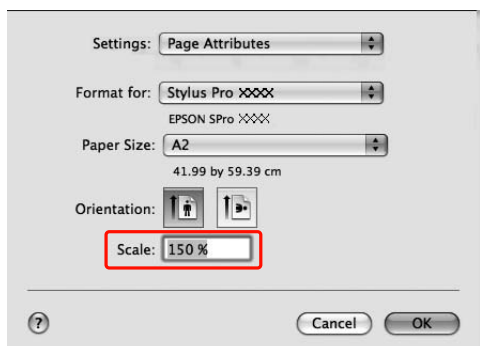 Settings: Page Attributes
Format for: Stylus Pro XXXX
EPSON SPro XXXX
Paper Size: A2
41.99 by 59.39 cm
Orientation:
Scale: 150 %
? Cancel OK